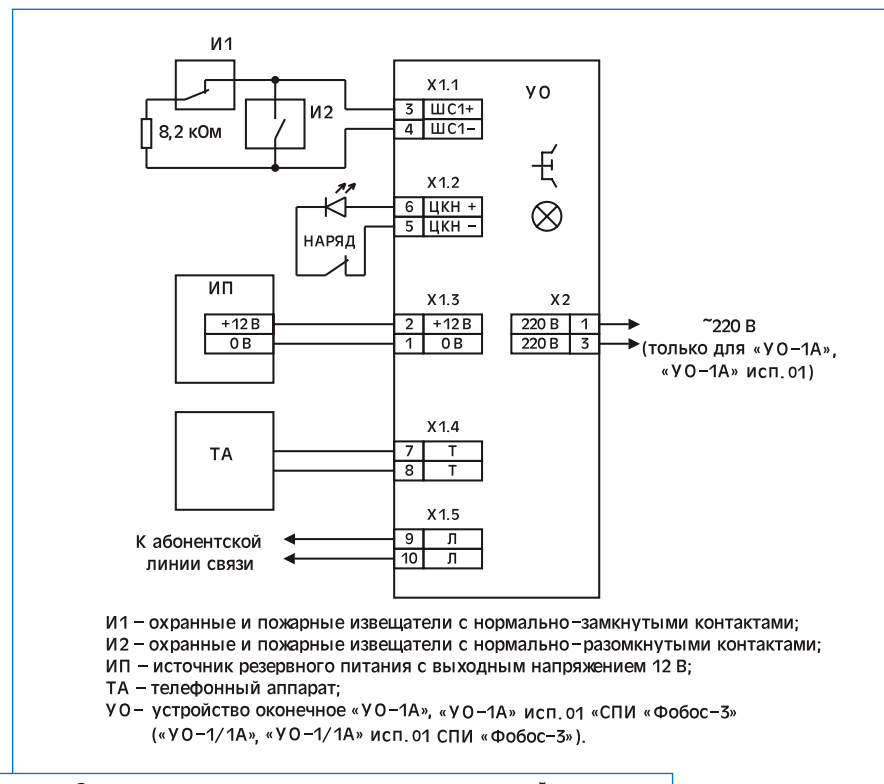 И1
И2
8,2 кОм
Х1.1
3 ШС1+
4 ШС1–
УО
Х1.2
6 ЦКН +
5 ЦКН –
НАРЯД
ИП
+12 В
0 В
Х1.3
2 +12 В
1 0 В
Х2
220 В 1
220 В 3
~220 В
(только для «УО–1А»,
«УО–1А» исп. 01)
ТА
Х1.4
7 Т
8 Т
Х1.5
9 Л
10 Л
К абонентской
линии связи
И1 – охранные и пожарные извещатели с нормально–замкнутыми контактами;
И2 – охранные и пожарные извещатели с нормально–разомкнутыми контактами;
ИП – источник резервного питания с выходным напряжением 12 В;
ТА – телефонный аппарат;
УО – устройство оконечное «УО–1А», «УО–1А» исп. 01 «СПИ «Фобос–3»
(«УО–1/1А», «УО–1/1А» исп. 01 СПИ «Фобос–3»).